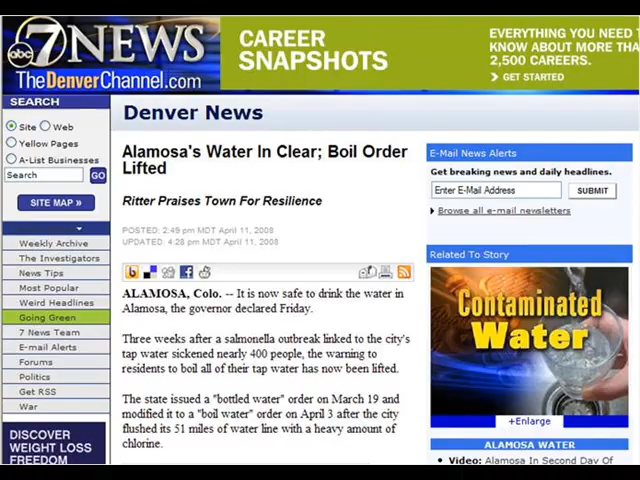 abc 7NEWS
TheDenverChannel.com
CAREER
SNAPSHOTS
EVERYTHING YOU NEED T
KNOW ABOUT MORE THA
2,500 CAREERS.
GET STARTED
SEARCH
Site Web
Yellow Pages
A-List Businesses
Search GO
SITE MAP »
Weekly Archive
The Investigators
News Tips
Most Popular
Weird Headlines
Going Green
7 News Team
E-mail Alerts
Forums
Politics
Get RSS
War
DISCOVER
WEIGHT LOSS
FREEDOM
Denver News
Alamosa's Water In Clear; Boil Order
Lifted
Ritter Praises Town For Resilience
POSTED: 2:49 pm MDT April 11, 2008
UPDATED: 4:28 pm MDT April 11, 2008
ALAMOSA, Colo. -- It is now safe to drink the water in
Alamosa, the governor declared Friday.
Three weeks after a salmonella outbreak linked to the city's
tap water sickened nearly 400 people, the warning to
residents to boil all of their tap water has now been lifted.
The state issued a "bottled water" order on March 19 and
modified it to a "boil water" order on April 3 after the city
flushed its 51 miles of water line with a heavy amount of
chlorine.
E-Mail News Alerts
Get breaking news and daily headlines.
Enter E-Mail Address SUBMIT
Browse all e-mail newsletters
Related To Story
Contaminated
Water
+Enlarge
ALAMOSA WATER
Video: Alamosa In Second Day Of